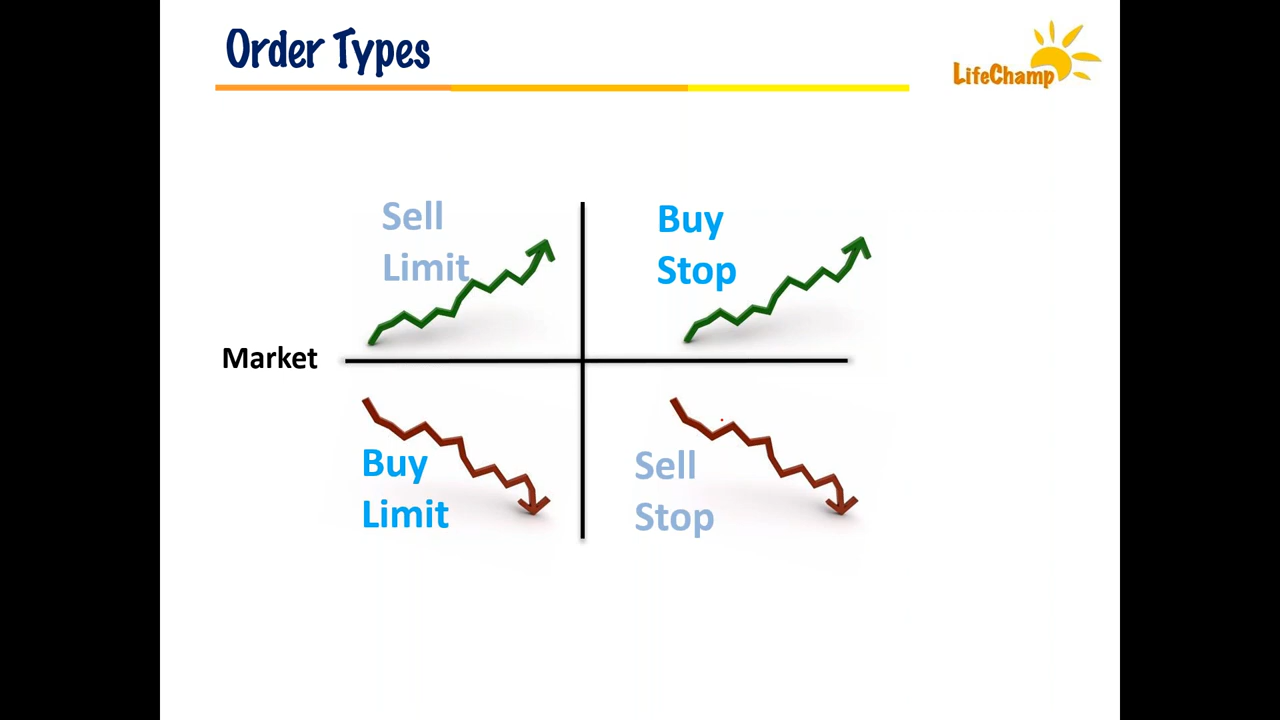 Order Types
LifeChamp
Sell
Limit
Buy
Stop
Market
Buy
Limit
Sell
Stop